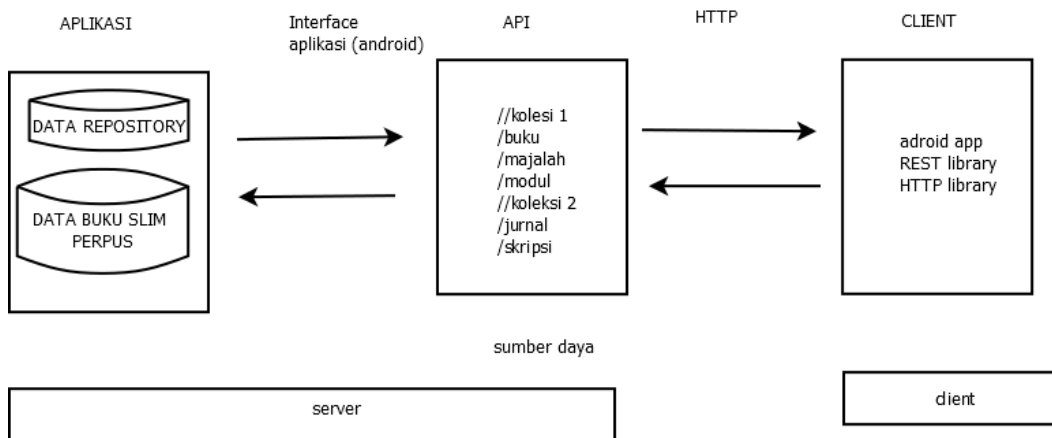 APLIKASI
Interface
aplikasi (android)
API
HTTP
CLIENT
DATA REPOSITORY
DATA BUKU SLIM
PERPUS
//kolesi 1
/buku
/majalah
/modul
//koleksi 2
/jurnal
/skripsi
adroid app
REST library
HTTP library
sumber daya
server
client